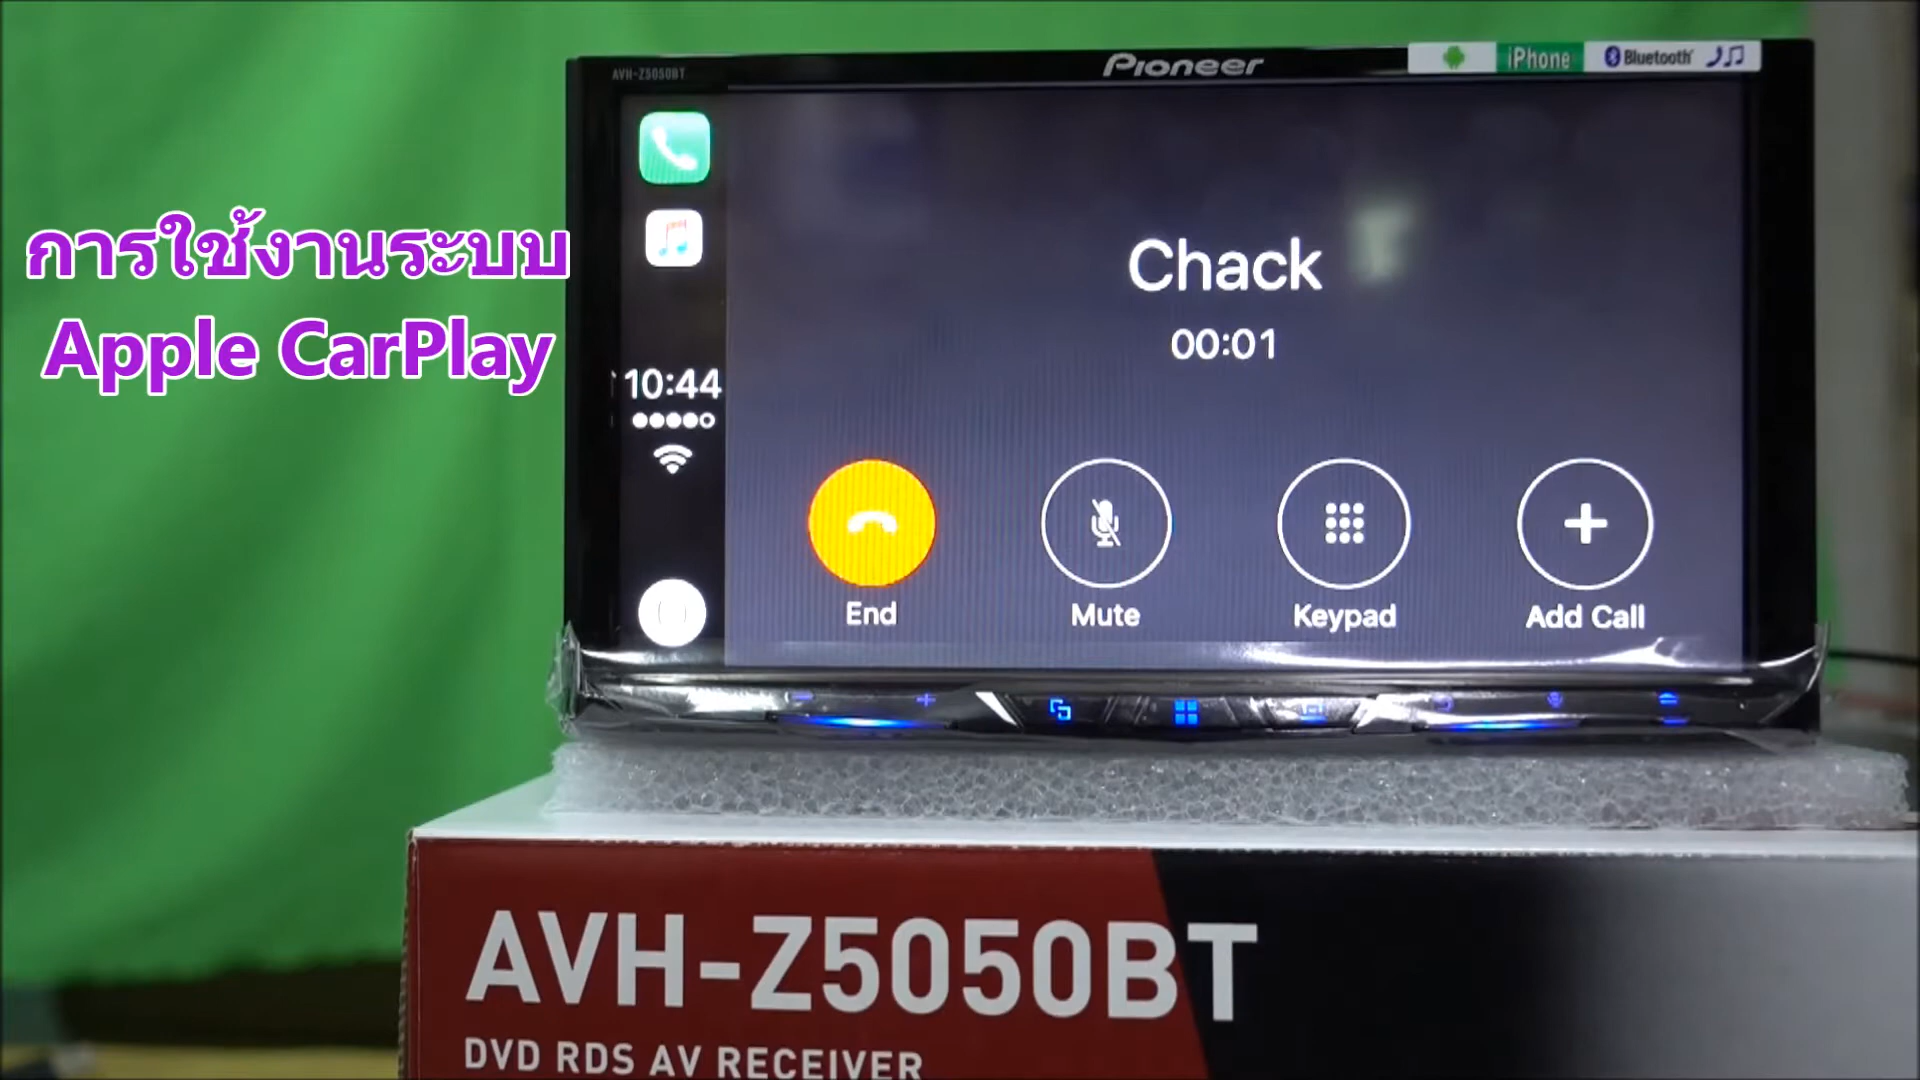 AVH-Z5050BT
Pioneer
iPhone
Bluetooth
การใช้งานระบบ
Apple CarPlay
Chack
00:01
10:44
End
Mute
Keypad
Add Call
AVH-Z5050BT
DVD RDS AV RECEIVER